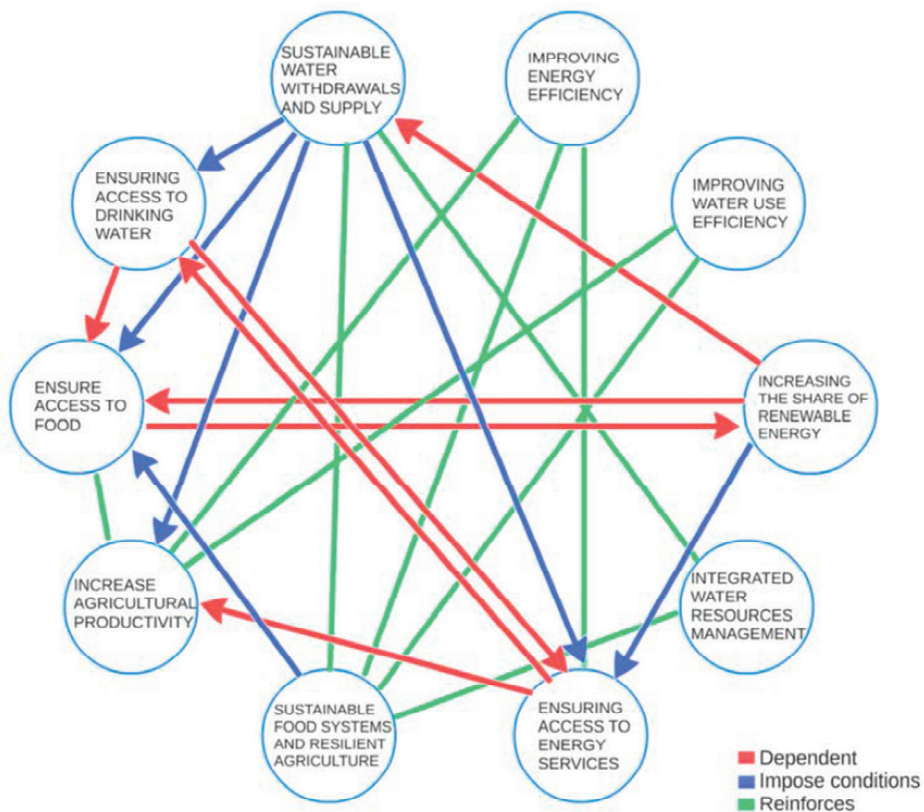 SUSTAINABLE
WATER
WITHDRAWALS
AND SUPPLY
IMPROVING
ENERGY
EFFICIENCY
ENSURING
ACCESS TO
DRINKING
WATER
IMPROVING
WATER USE
EFFICIENCY
ENSURE
ACCESS TO
FOOD
INCREASING
THE SHARE OF
RENEWABLE
ENERGY
INCREASE
AGRICULTURAL
PRODUCTIVITY
INTEGRATED
WATER
RESOURCES
MANAGEMENT
SUSTAINABLE
FOOD SYSTEMS
AND RESILIENT
AGRICULTURE
ENSURING
ACCESS TO
ENERGY
SERVICES
Dependent
Impose conditions
Reinforces